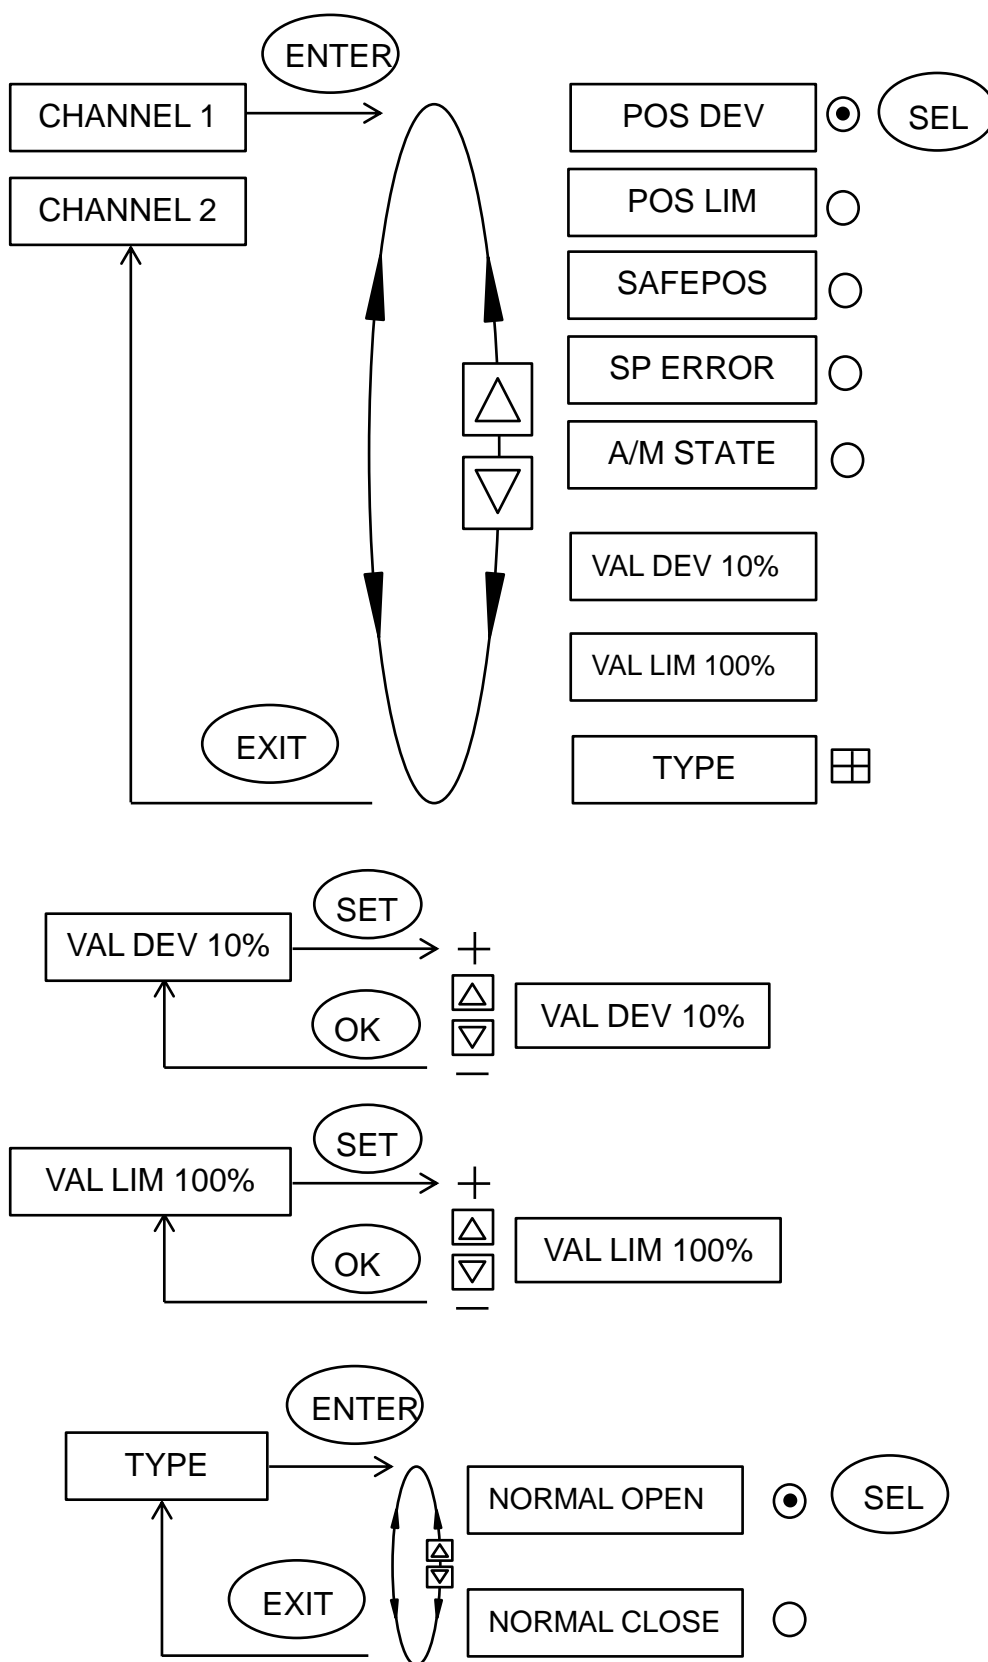 ENTER
CHANNEL 1
POS DEV
SEL
CHANNEL 2
POS LIM
SAFEPOS
SP ERROR
A/M STATE
VAL DEV 10%
VAL LIM 100%
EXIT
TYPE
SET
VAL DEV 10%
OK
VAL DEV 10%
SET
VAL LIM 100%
OK
VAL LIM 100%
ENTER
TYPE
NORMAL OPEN
SEL
EXIT
NORMAL CLOSE